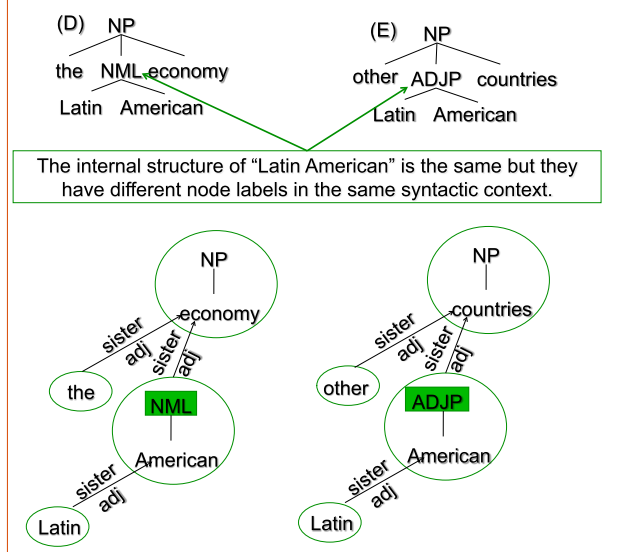 (D) NP
the NML economy
Latin American
(E) NP
other ADJP countries
Latin American
The internal structure of “Latin American” is the same but they
have different node labels in the same syntactic context.
NP
economy
sister
adj
sister
adj
the
NML
American
sister
adj
Latin
NP
countries
sister
adj
sister
adj
other
ADJP
American
sister
adj
Latin